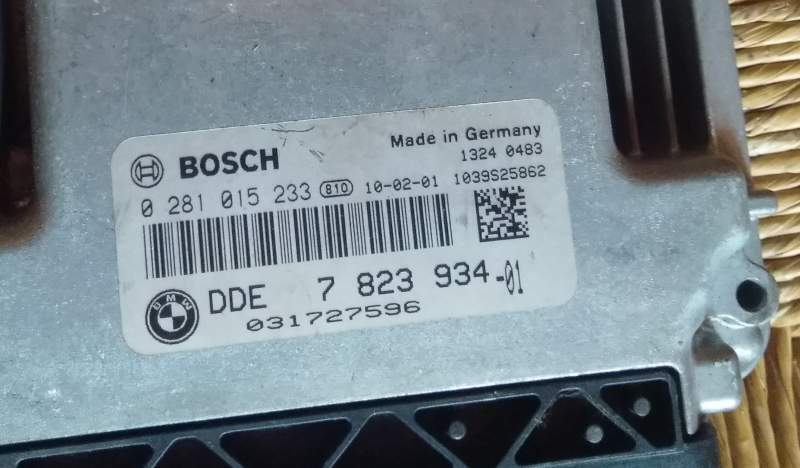 BOSCH
Made in Germany
1324 0483
0 281 015 233 810 10-02-01 1039S25862
BMW
DDE 7 823 934-01
031727596